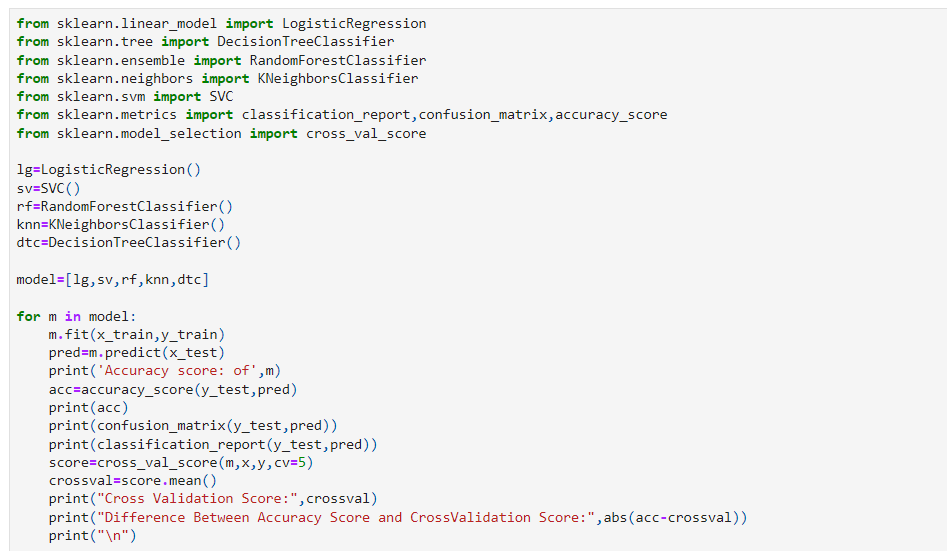 from sklearn.linear_model import LogisticRegression
from sklearn.tree import DecisionTreeClassifier
from sklearn.ensemble import RandomForestClassifier
from sklearn.neighbors import KNeighborsClassifier
from sklearn.svm import SVC
from sklearn.metrics import classification_report,confusion_matrix,accuracy_score
from sklearn.model_selection import cross_val_score

lg=LogisticRegression()
sv=SVC()
rf=RandomForestClassifier()
knn=KNeighborsClassifier()
dtc=DecisionTreeClassifier()

model=[lg,sv,rf,knn,dtc]

for m in model:
    m.fit(x_train,y_train)
    pred=m.predict(x_test)
    print('Accuracy score: of',m)
    acc=accuracy_score(y_test,pred)
    print(acc)
    print(confusion_matrix(y_test,pred))
    print(classification_report(y_test,pred))
    score=cross_val_score(m,x,y,cv=5)
    crossval=score.mean()
    print("Cross Validation Score:",crossval)
    print("Difference Between Accuracy Score and CrossValidation Score:",abs(acc-crossval))
    print("\n")